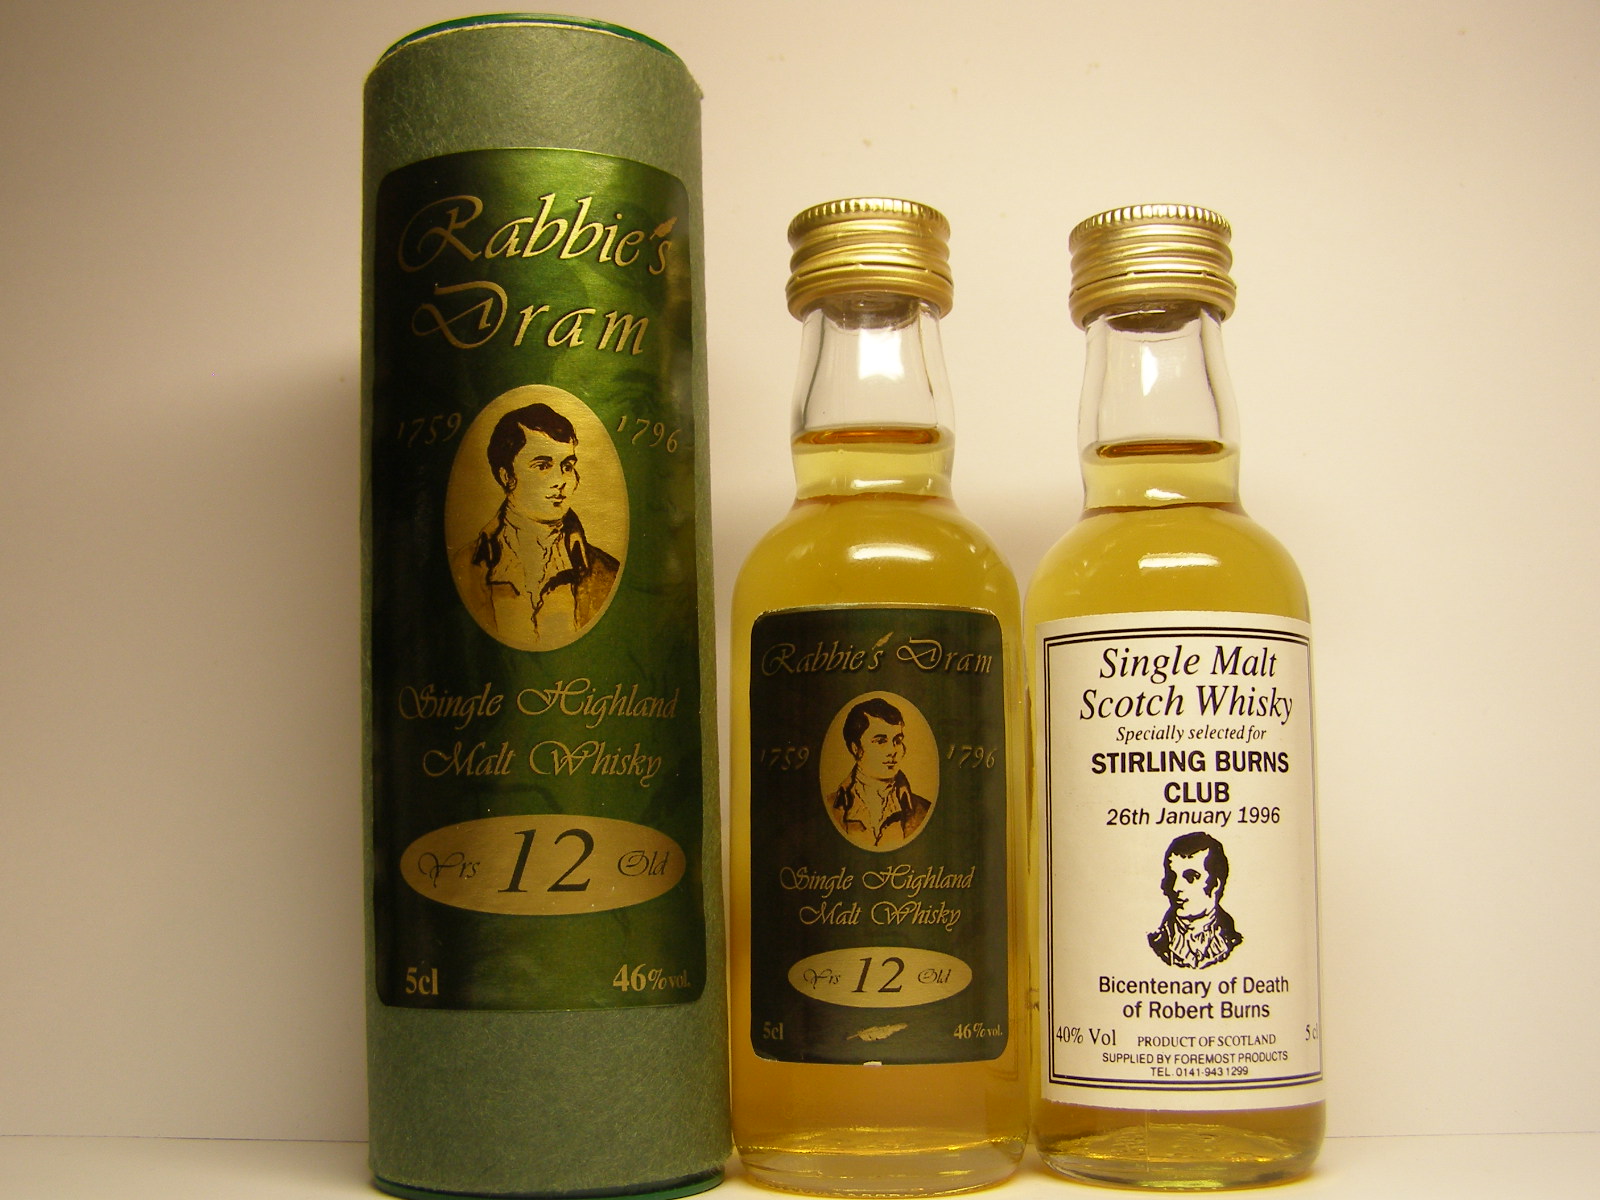 Rabbie's
Dram
1759 1796
Single Highland
Malt Whisky
Yrs 12 Old
5cl 46% vol.
Rabbie's Dram
1759 1796
Single Highland
Malt Whisky
Yrs 12 Old
5cl 46% vol.
Single Malt
Scotch Whisky
Specially selected for
STIRLING BURNS
CLUB
26th January 1996
Bicentenary of Death
of Robert Burns
40% Vol PRODUCT OF SCOTLAND 5 cl
SUPPLIED BY FOREMOST PRODUCTS
TEL. 0141-943 1299